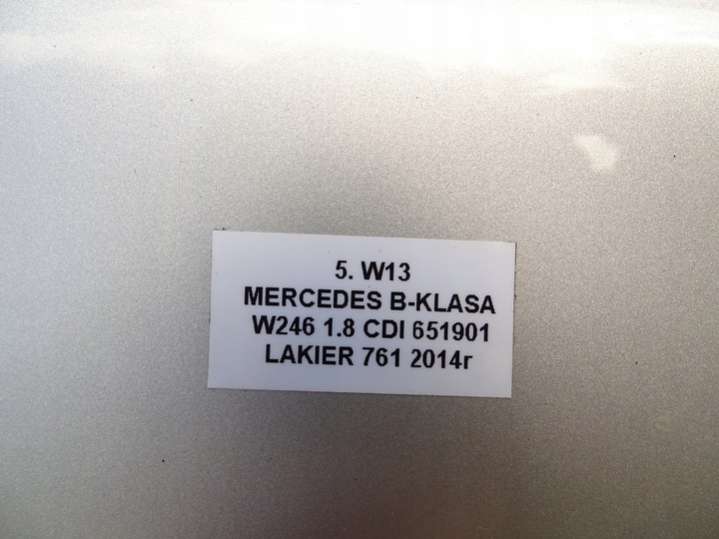 5. W13
MERCEDES B-KLASA
W246 1.8 CDI 651901
LAKIER 761 2014r